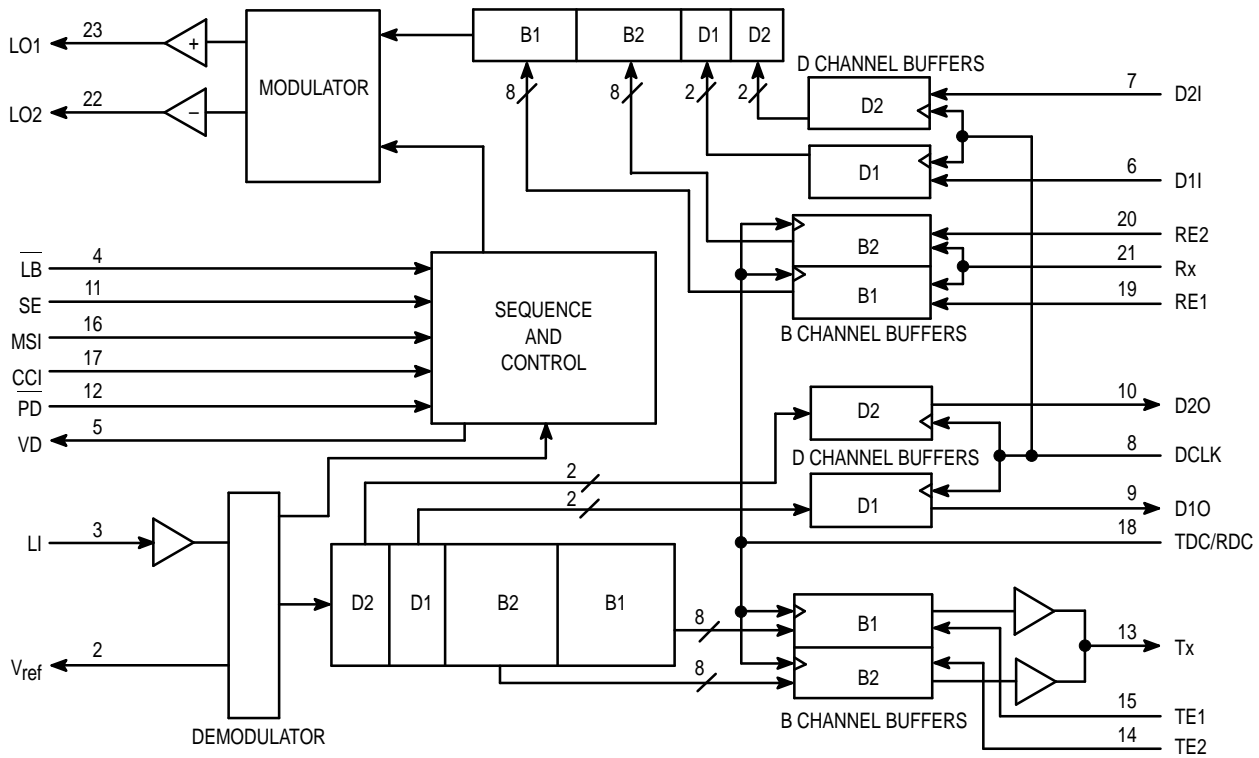 LO1 23 + MODULATOR B1 B2 D1 D2
8 8 2 2
LO2 22 −
D CHANNEL BUFFERS
D2 7 D2I
D1 6 D1I
B2 20 RE2
21 Rx
B1 19 RE1
B CHANNEL BUFFERS
L̅B̅ 4
SE 11
MSI 16
CCI 17
P̅D̅ 12
VD 5
SEQUENCE
AND
CONTROL
D2 10 D2O
D CHANNEL BUFFERS
8 DCLK
D1 9 D1O
2
2
18 TDC/RDC
LI 3
Vref 2
DEMODULATOR
D2 D1 B2 B1
8
8
B1
B2
B CHANNEL BUFFERS
13 Tx
15 TE1
14 TE2